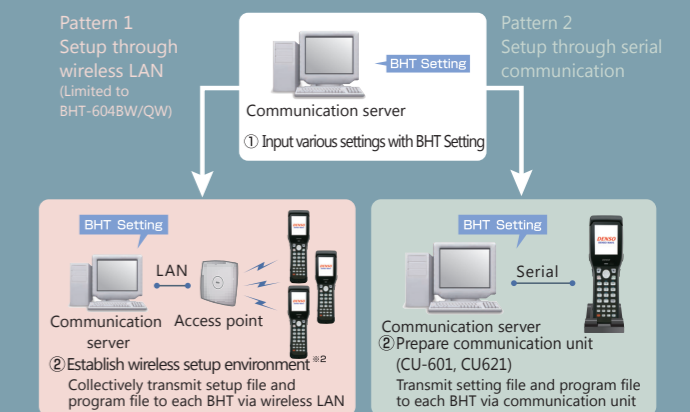 Pattern 1
Setup through
wireless LAN
(Limited to
BHT-604BW/QW)
Pattern 2
Setup through serial
communication
BHT Setting
Communication server
① Input various settings with BHT Setting
BHT Setting
LAN
Communication
server
Access point
DENSO
DENSO
DENSO
②Establish wireless setup environment※2
Collectively transmit setup file and
program file to each BHT via wireless LAN
BHT Setting
Serial
DENSO
Communication server
②Prepare communication unit
(CU-601, CU621)
Transmit setting file and program file
to each BHT via communication unit